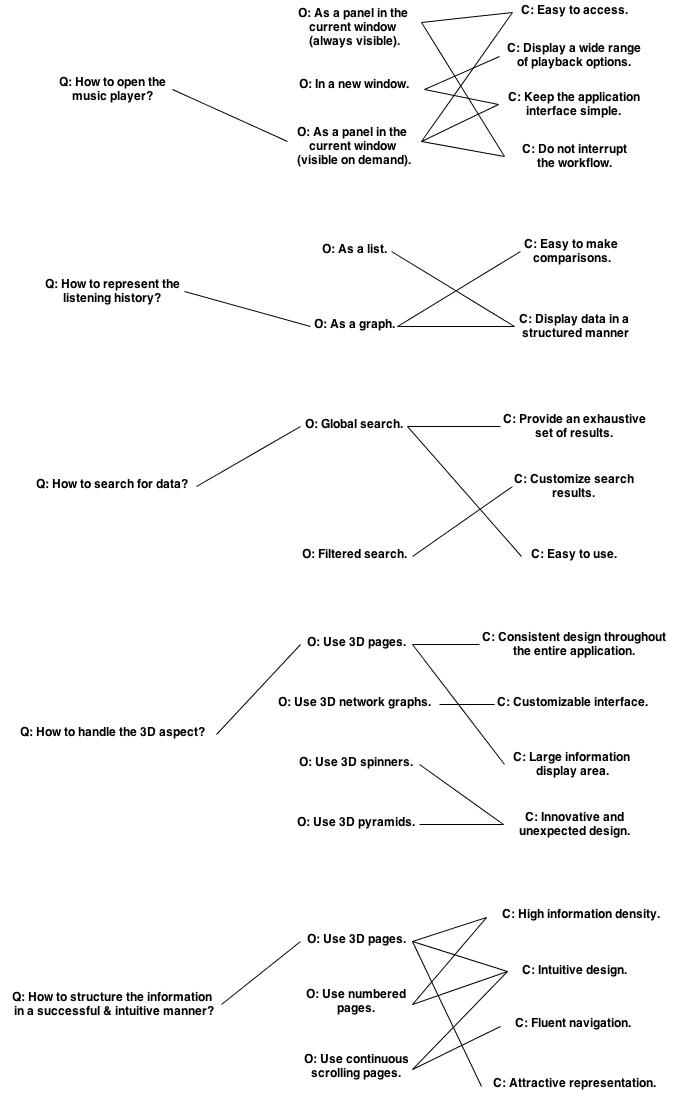 O: As a panel in the
current window
(always visible).
C: Easy to access.
C: Display a wide range
of playback options.
Q: How to open the
music player?
O: In a new window.
C: Keep the application
interface simple.
O: As a panel in the
current window
(visible on demand).
C: Do not interrupt
the workflow.
O: As a list.
C: Easy to make
comparisons.
Q: How to represent the
listening history?
O: As a graph.
C: Display data in a
structured manner
O: Global search.
C: Provide an exhaustive
set of results.
Q: How to search for data?
C: Customize search
results.
O: Filtered search.
C: Easy to use.
O: Use 3D pages.
C: Consistent design throughout
the entire application.
O: Use 3D network graphs.
C: Customizable interface.
Q: How to handle the 3D aspect?
O: Use 3D spinners.
C: Large information
display area.
O: Use 3D pyramids.
C: Innovative and
unexpected design.
C: High information density.
O: Use 3D pages.
C: Intuitive design.
Q: How to structure the information
in a successful & intuitive manner?
O: Use numbered
pages.
C: Fluent navigation.
O: Use continuous
scrolling pages.
C: Attractive representation.